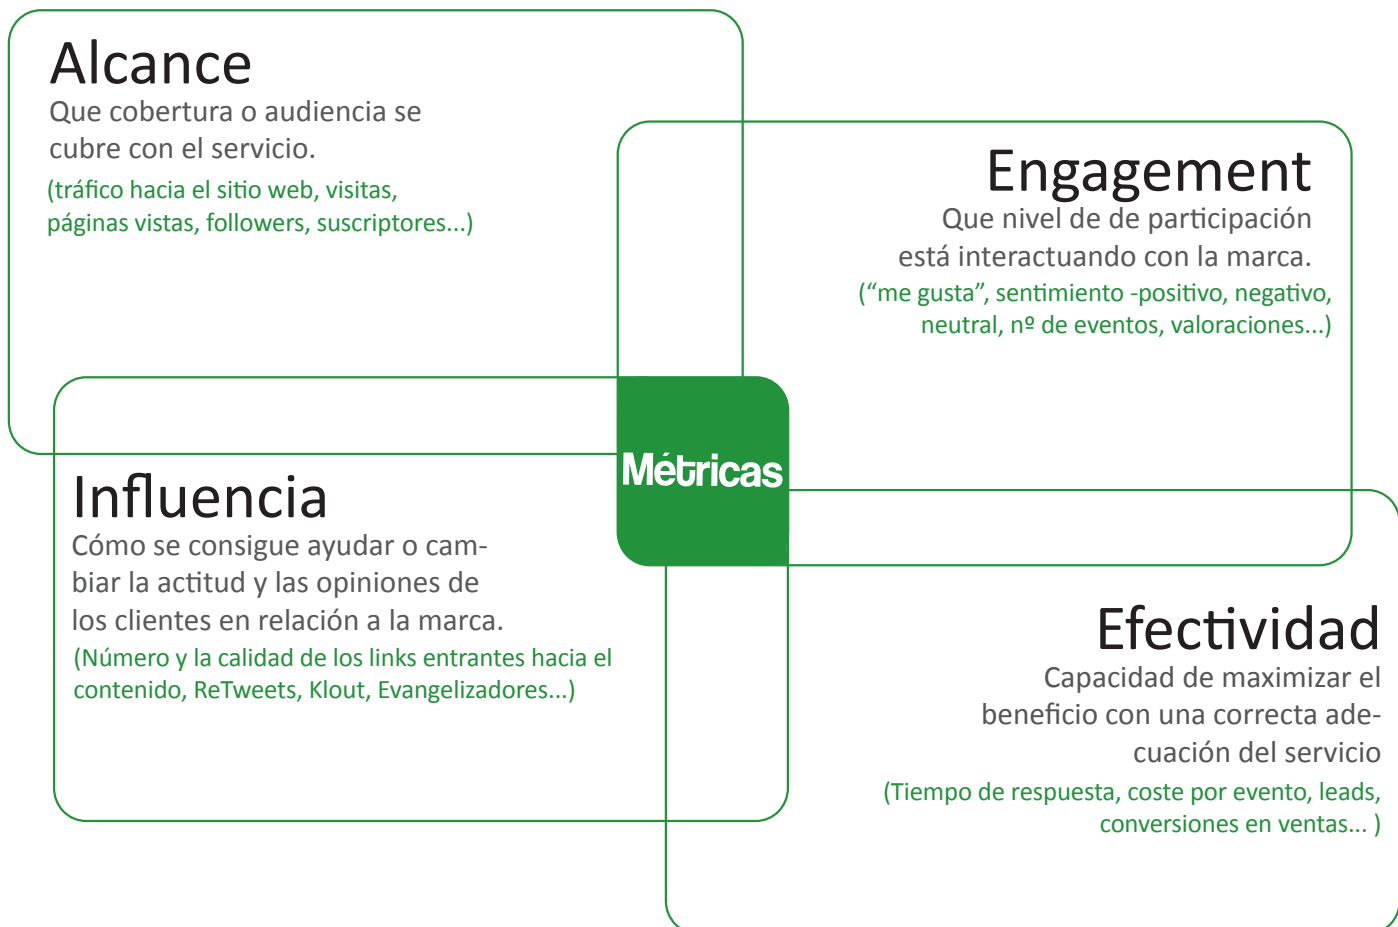 Alcance
Que cobertura o audiencia se
cubre con el servicio.
(tráfico hacia el sitio web, visitas,
páginas vistas, followers, suscriptores...)
Engagement
Que nivel de de participación
está interactuando con la marca.
(“me gusta”, sentimiento -positivo, negativo,
neutral, nº de eventos, valoraciones...)
Métricas
Influencia
Cómo se consigue ayudar o cam-
biar la actitud y las opiniones de
los clientes en relación a la marca.
(Número y la calidad de los links entrantes hacia el
contenido, ReTweets, Klout, Evangelizadores...)
Efectividad
Capacidad de maximizar el
beneficio con una correcta ade-
cuación del servicio
(Tiempo de respuesta, coste por evento, leads,
conversiones en ventas... )